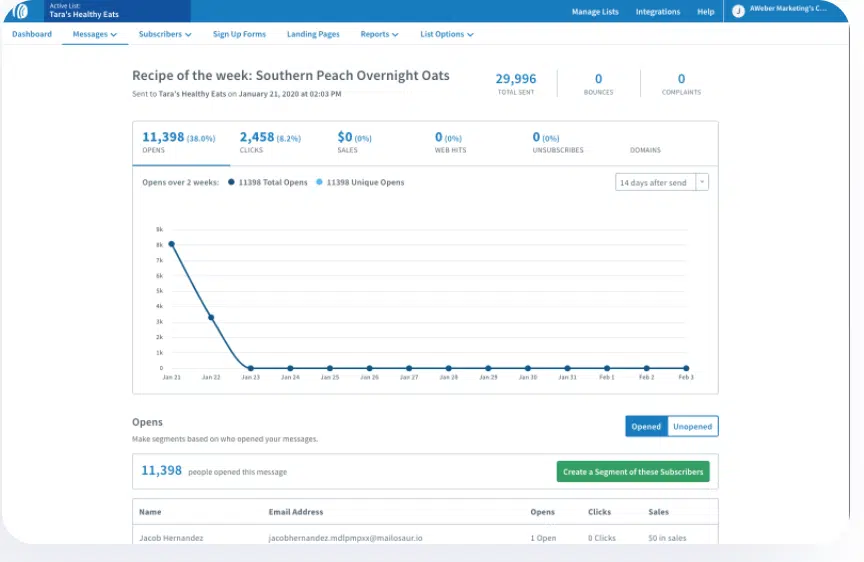 Active List:
Tara's Healthy Eats
Manage Lists Integrations Help J AWeber Marketing's C...
Dashboard Messages Subscribers Sign Up Forms Landing Pages Reports List Options
Recipe of the week: Southern Peach Overnight Oats
Sent to Tara's Healthy Eats on January 21, 2020 at 02:03 PM
29,996 0 0
TOTAL SENT BOUNCES COMPLAINTS
11,398 (38.0%) 2,458 (8.2%) $0 (0%) 0 (0%) 0 (0%)
OPENS CLICKS SALES WEB HITS UNSUBSCRIBES DOMAINS
Opens over 2 weeks: 11398 Total Opens 11398 Unique Opens 14 days after send
9k
8k
7k
6k
5k
4k
3k
2k
1k
0
Jan 21 Jan 22 Jan 23 Jan 24 Jan 25 Jan 26 Jan 27 Jan 28 Jan 29 Jan 30 Jan 31 Feb 1 Feb 2 Feb 3
Opens
Opened Unopened
Make segments based on who opened your messages.
11,398 people opened this message Create a Segment of these Subscribers
Name Email Address Opens Clicks Sales
Jacob Hernandez jacobhernandez.mdlpmpxx@mailosaur.io 1 Open 0 Clicks in sales